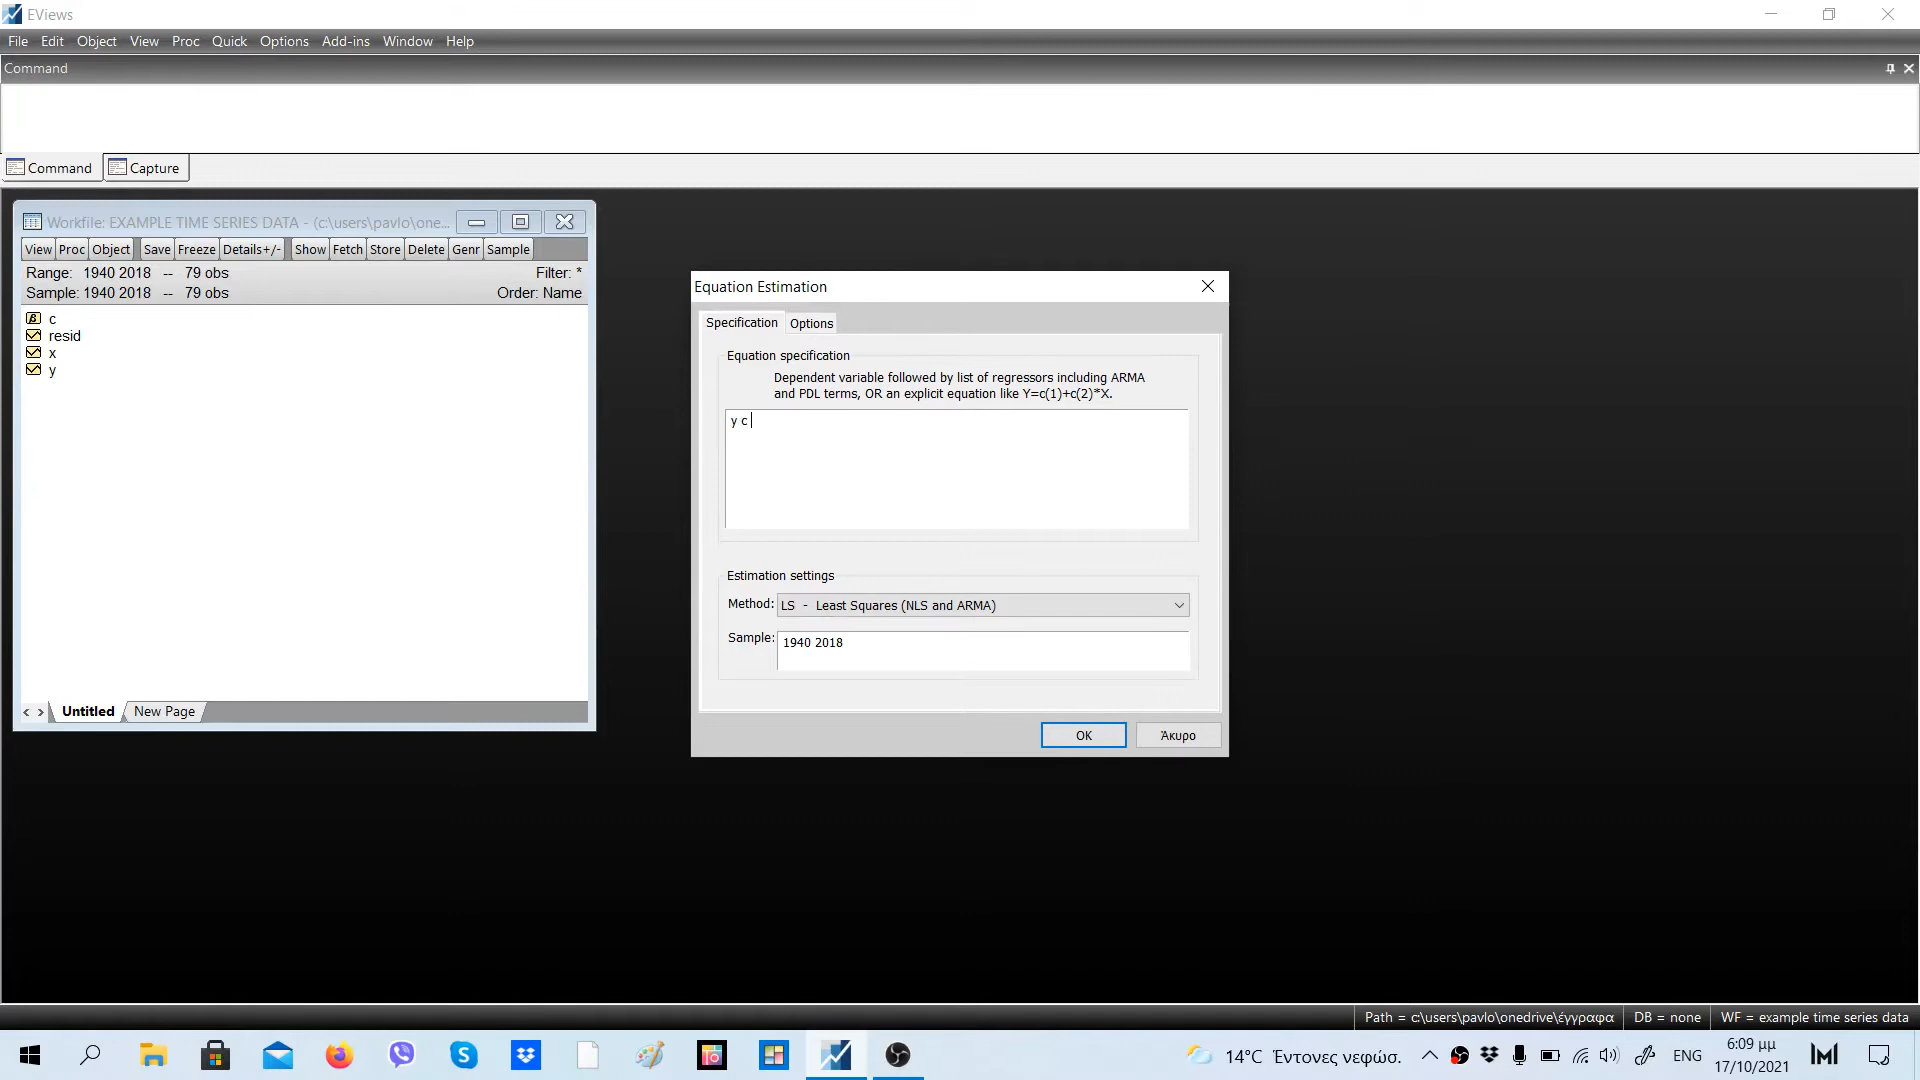 EViews
File Edit Object View Proc Quick Options Add-ins Window Help
Command
Command Capture
Workfile: EXAMPLE TIME SERIES DATA - (c:\users\pavlo\one...
View Proc Object Save Freeze Details+/- Show Fetch Store Delete Genr Sample
Range: 1940 2018 -- 79 obs Filter: *
Sample: 1940 2018 -- 79 obs Order: Name
c
resid
x
y
Untitled New Page
Equation Estimation
Specification Options
Equation specification
Dependent variable followed by list of regressors including ARMA
and PDL terms, OR an explicit equation like Y=c(1)+c(2)*X.
y c
Estimation settings
Method: LS - Least Squares (NLS and ARMA)
Sample: 1940 2018
OK Άκυρο
Path = c:\users\pavlo\onedrive\έγγραφα DB = none WF = example time series data
14°C Έντονες νεφώσ. ENG 6:09 μμ
17/10/2021